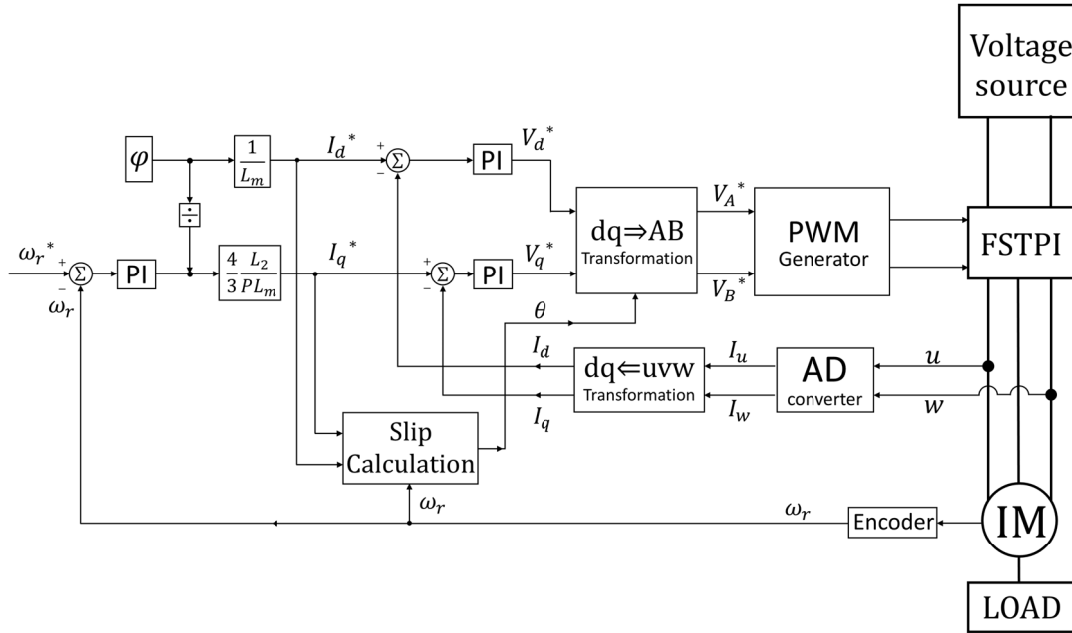 Voltage
source
φ
1
L_m
I_d*
+
−
Σ
PI
V_d*
÷
dq⇒AB
Transformation
V_A*
V_B*
PWM
Generator
FSTPI
ω_r*
+
−
Σ
ω_r
PI
4 L_2
3 PL_m
I_q*
+
−
Σ
PI
V_q*
θ
I_d
I_q
dq⇐uvw
Transformation
I_u
I_w
AD
converter
u
w
Slip
Calculation
ω_r
ω_r
Encoder
IM
LOAD